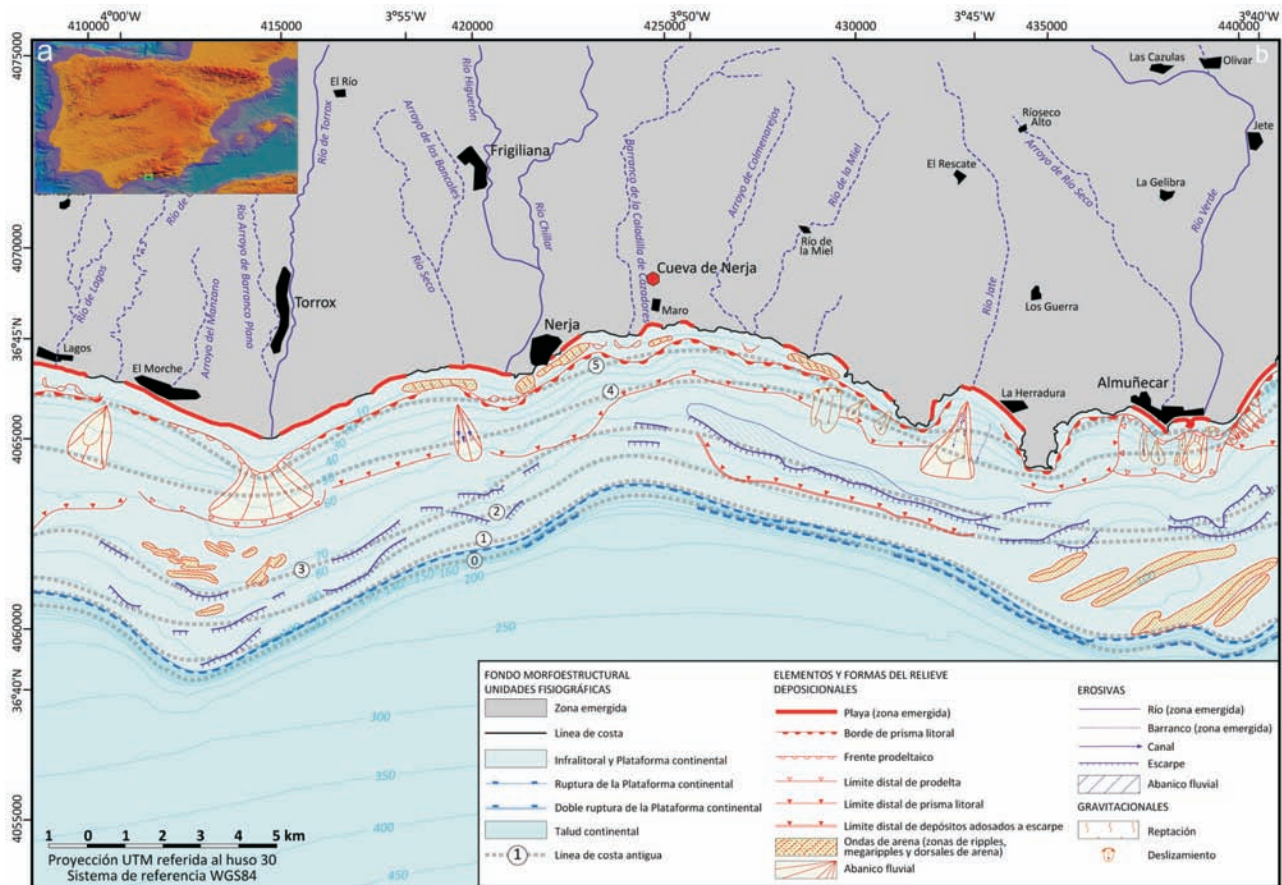 4°00'W
3°55'W
3°50'W
3°45'W
3°40'W
410000
415000
420000
425000
430000
435000
440000
4075000
4070000
36°45'N
4065000
4060000
36°40'N
4055000
a
b
Las Cazulas
Olivar
El Río
Río Higuerón
Río de Torrox
Arroyo de los Bancales
Frigiliana
Barranco de la Caladilla de Cazadores
Arroyo de Colmenarejos
Río de la Miel
Ríoseco
Alto
Arroyo de Río Seco
Jete
El Rescate
La Gelibra
Río Verde
Río de
Río de Lagos
Arroyo del Manzano
Río Arroyo de Barranco Plano
Río Seco
Río Chillar
Río de
la Miel
Cueva de Nerja
Maro
Río Jate
Los Guerra
Torrox
Nerja
Lagos
El Morche
La Herradura
Almuñecar
5
4
2
1
0
3
10
30
40
50
60
70
80
90
150
160
200
100
250
300
350
400
450
FONDO MORFOESTRUCTURAL
UNIDADES FISIOGRÁFICAS
Zona emergida
Línea de costa
Infralitoral y Plataforma continental
Ruptura de la Plataforma continental
Doble ruptura de la Plataforma continental
Talud continental
1
Línea de costa antigua
ELEMENTOS Y FORMAS DEL RELIEVE
DEPOSICIONALES
Playa (zona emergida)
Borde de prisma litoral
Frente prodeltaico
Límite distal de prodelta
Límite distal de prisma litoral
Límite distal de depósitos adosados a escarpe
Ondas de arena (zonas de ripples,
megaripples y dorsales de arena)
Abanico fluvial
EROSIVAS
Río (zona emergida)
Barranco (zona emergida)
Canal
Escarpe
Abanico fluvial
GRAVITACIONALES
Reptación
Deslizamiento
1 0 1 2 3 4 5 km
Proyección UTM referida al huso 30
Sistema de referencia WGS84